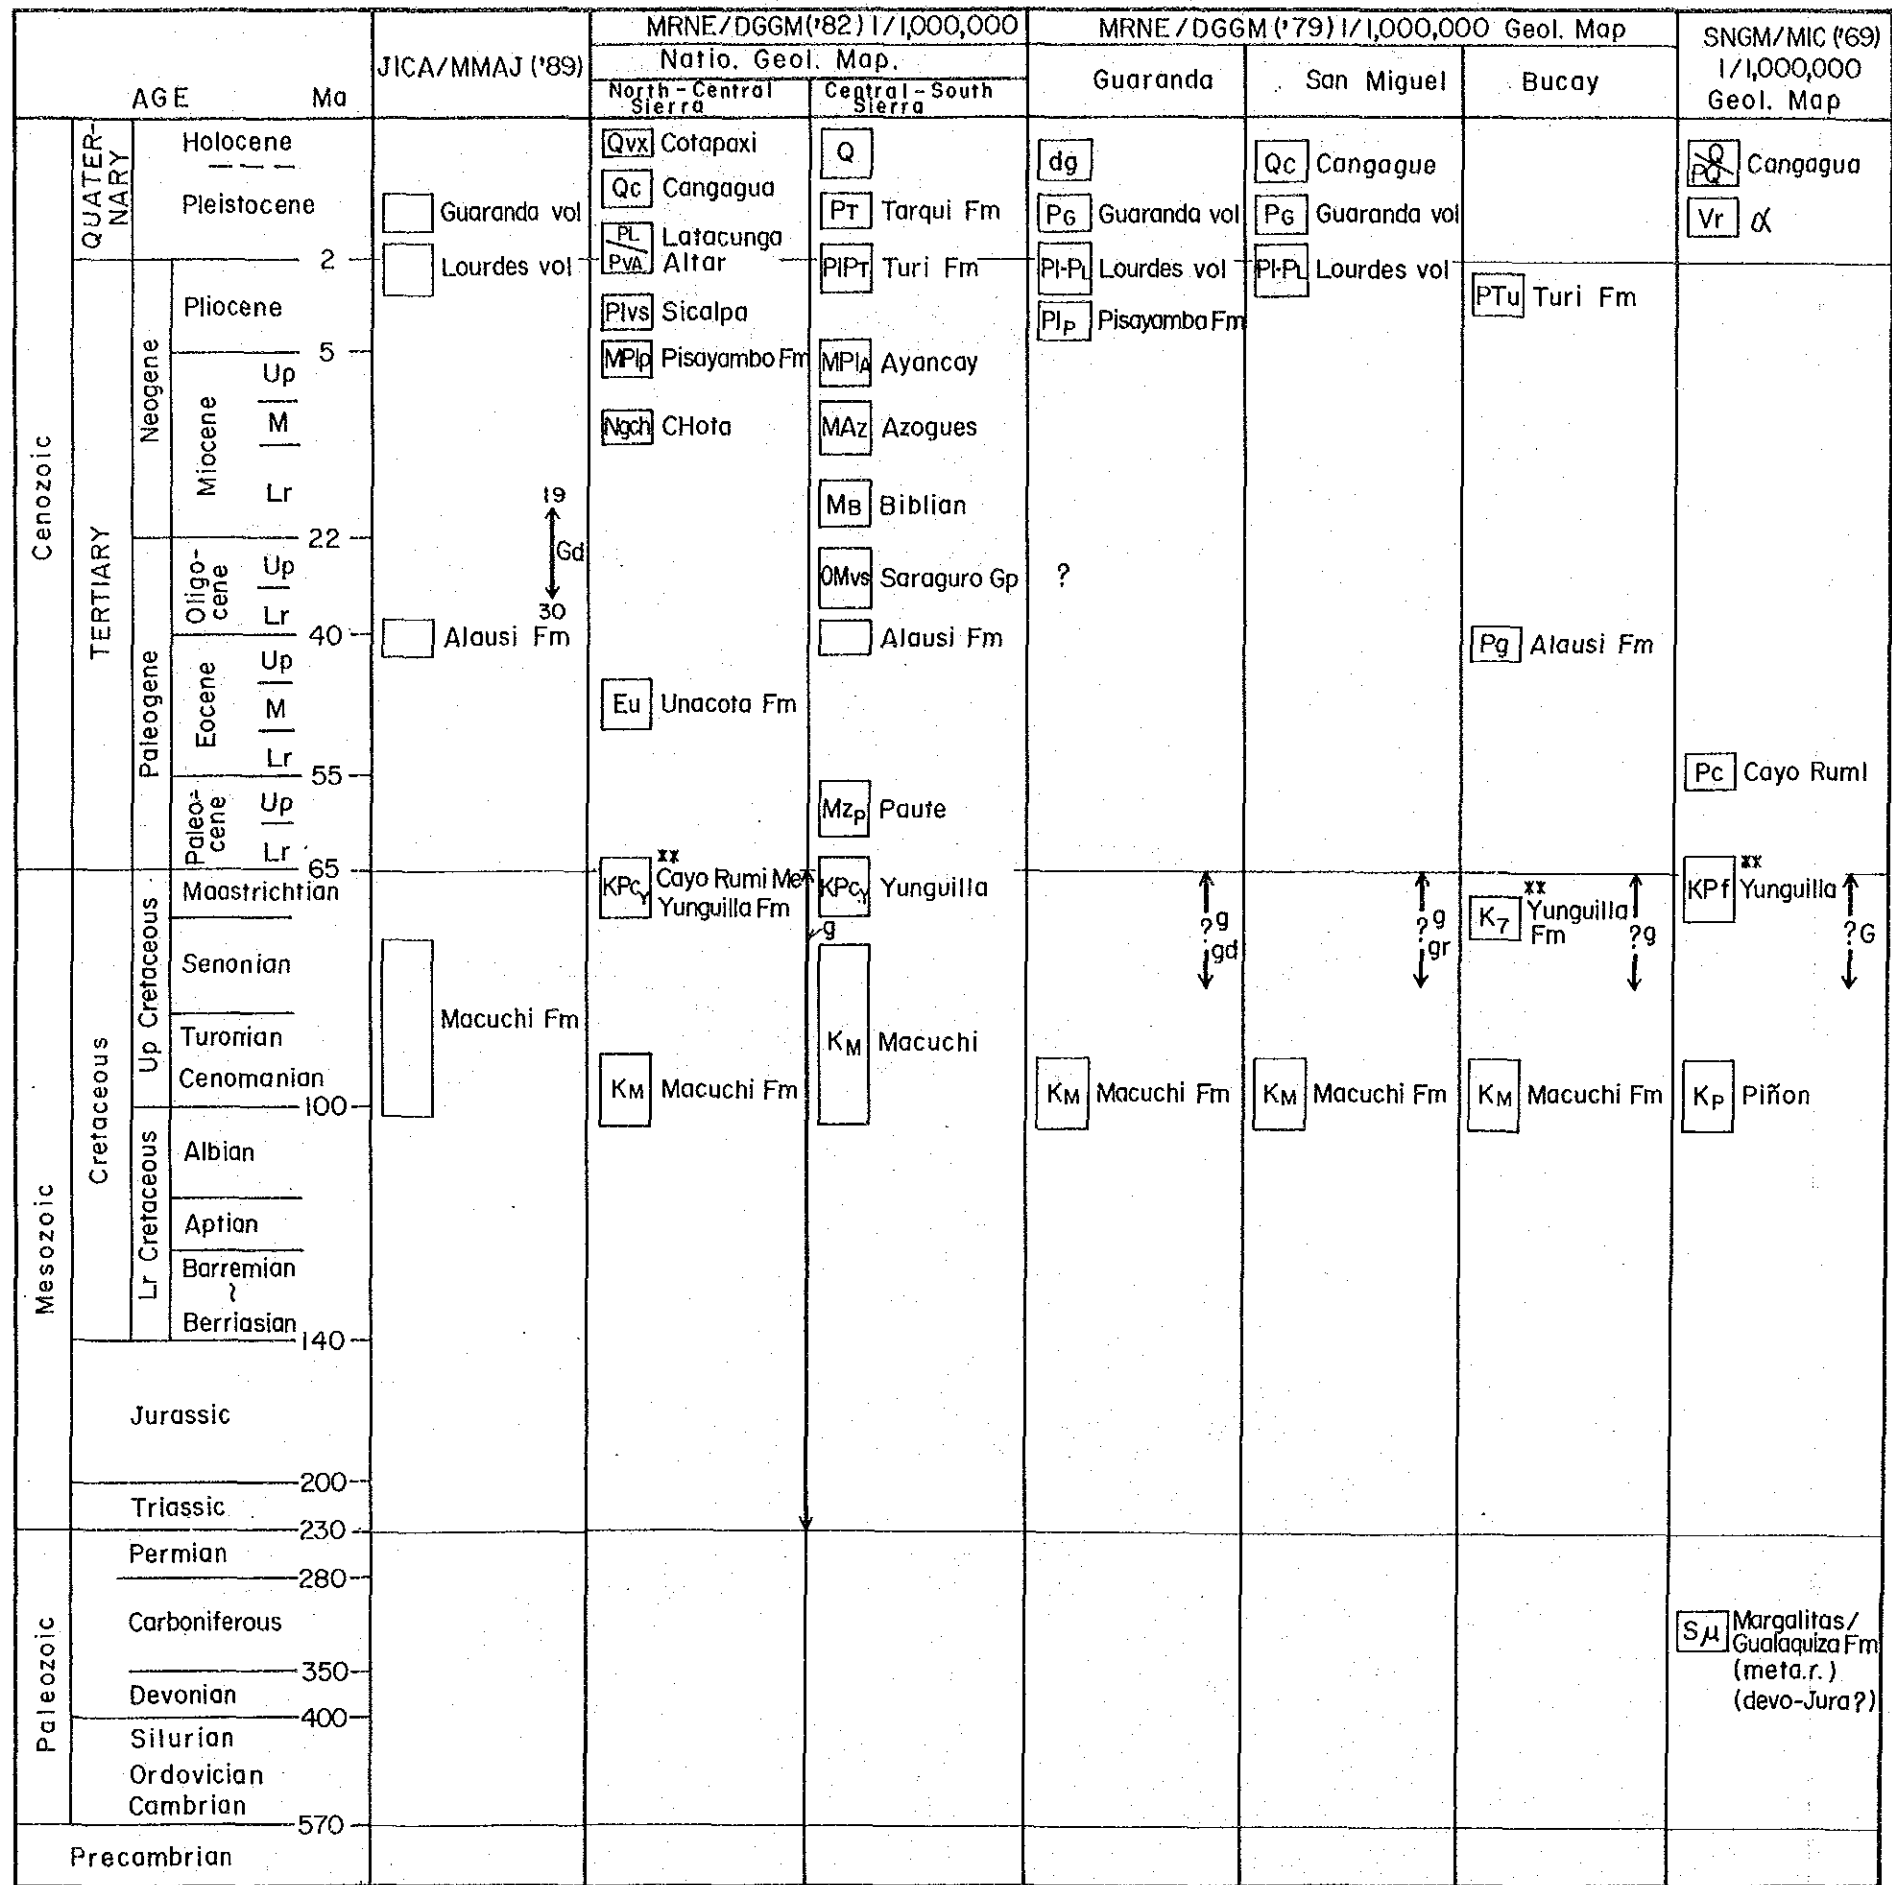 AGE Ma
JICA/MMAJ ('89)
MRNE/DGGM('82) 1/1,000,000
Natio. Geol. Map.
North-Central
Sierra
Central-South
Sierra
MRNE/DGGM('79) 1/1,000,000 Geol. Map
Guaranda
San Miguel
Bucay
SNGM/MIC ('69)
1/1,000,000
Geol. Map
Cenozoic
Mesozoic
Paleozoic
QUATER-
NARY
TERTIARY
Cretaceous
Neogene
Paleogene
Up Cretaceous
Lr Cretaceous
Holocene
Pleistocene
2
Pliocene
5
Miocene
Up
M
Lr
22
Oligo-
cene
Up
Lr
40
Eocene
Up
M
Lr
55
Paleo-
cene
Up
Lr
65
Maastrichtian
Senonian
Turonian
Cenomanian
100
Albian
Aptian
Barremian
~
Berriasian
140
Jurassic
200
Triassic
230
Permian
280
Carboniferous
350
Devonian
400
Silurian
Ordovician
Cambrian
570
Precambrian
Guaranda vol
Lourdes vol
19
Gd
30
Alausi Fm
Macuchi Fm
Qvx Cotapaxi
Qc Cangagua
PL Latacunga
PVA Altar
Plvs Sicalpa
MPlp Pisayambo Fm
Ngch CHota
Eu Unacota Fm
**
KPcy Cayo Rumi Me
Yunguilla Fm
KM Macuchi Fm
Q
PT Tarqui Fm
PlPT Turi Fm
MPlA Ayancay
MAz Azogues
MB Biblian
OMvs Saraguro Gp
Alausi Fm
Mzp Paute
KPcy Yunguilla
g
KM Macuchi
dg
PG Guaranda vol
Pl-PL Lourdes vol
Plp Pisayamba Fm
?
? g
gd
KM Macuchi Fm
Qc Cangague
PG Guaranda vol
Pl-PL Lourdes vol
? g
gr
KM Macuchi Fm
PTu Turi Fm
Pg Alausi Fm
**
K7 Yunguilla
Fm
? g
KM Macuchi Fm
Q
PQ Cangagua
Vr α
Pc Cayo RumI
**
KPf Yunguilla
? G
KP Piñon
Sμ Margalitas/
Gualaquiza Fm
(meta.r.)
(devo-Jura?)